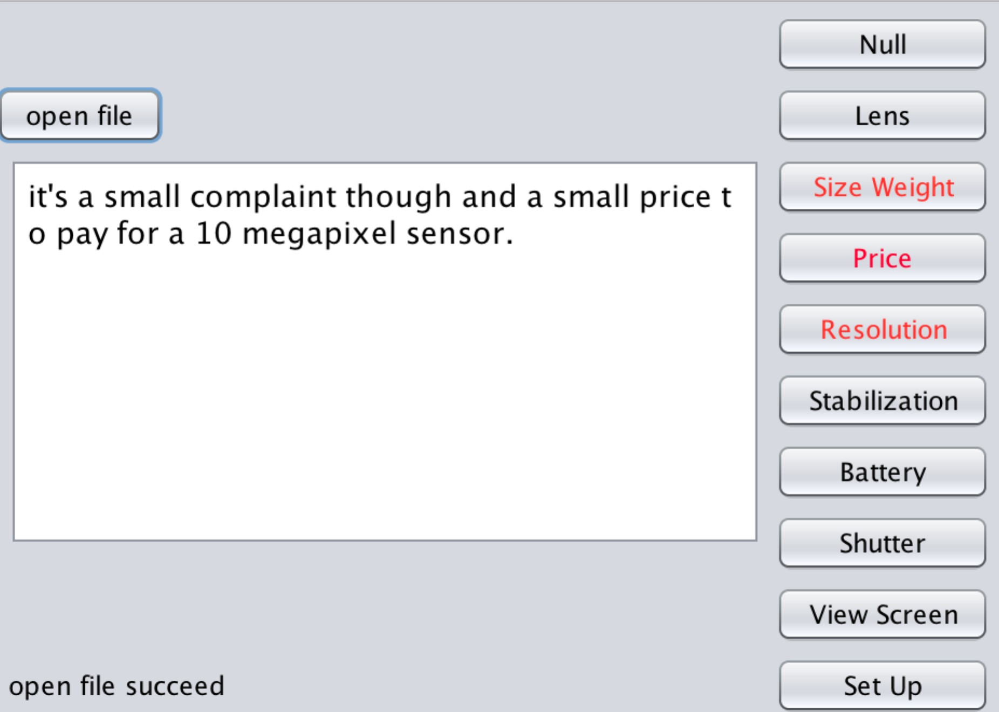 Null
open file
Lens
it's a small complaint though and a small price t
o pay for a 10 megapixel sensor.
Size Weight
Price
Resolution
Stabilization
Battery
Shutter
View Screen
open file succeed
Set Up